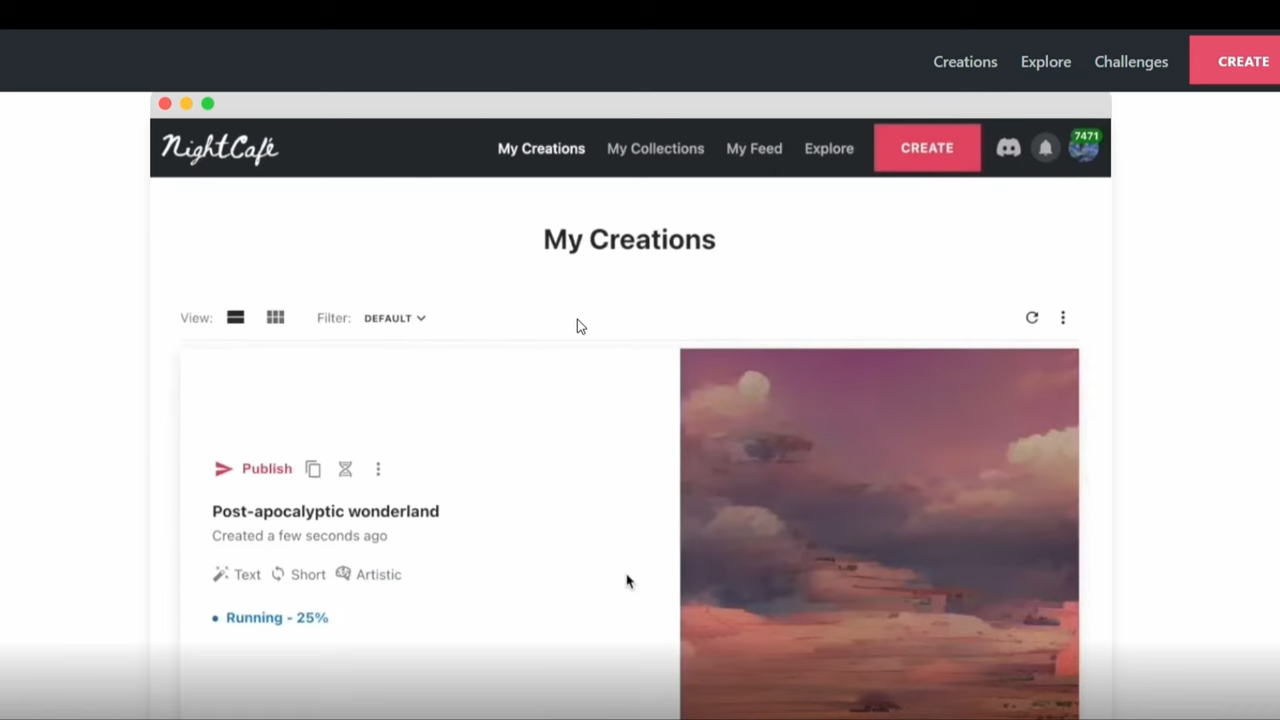 Creations Explore Challenges CREATE
NightCafé My Creations My Collections My Feed Explore CREATE 7471
My Creations
View: Filter: DEFAULT
Publish
Post-apocalyptic wonderland
Created a few seconds ago
Text Short Artistic
Running - 25%